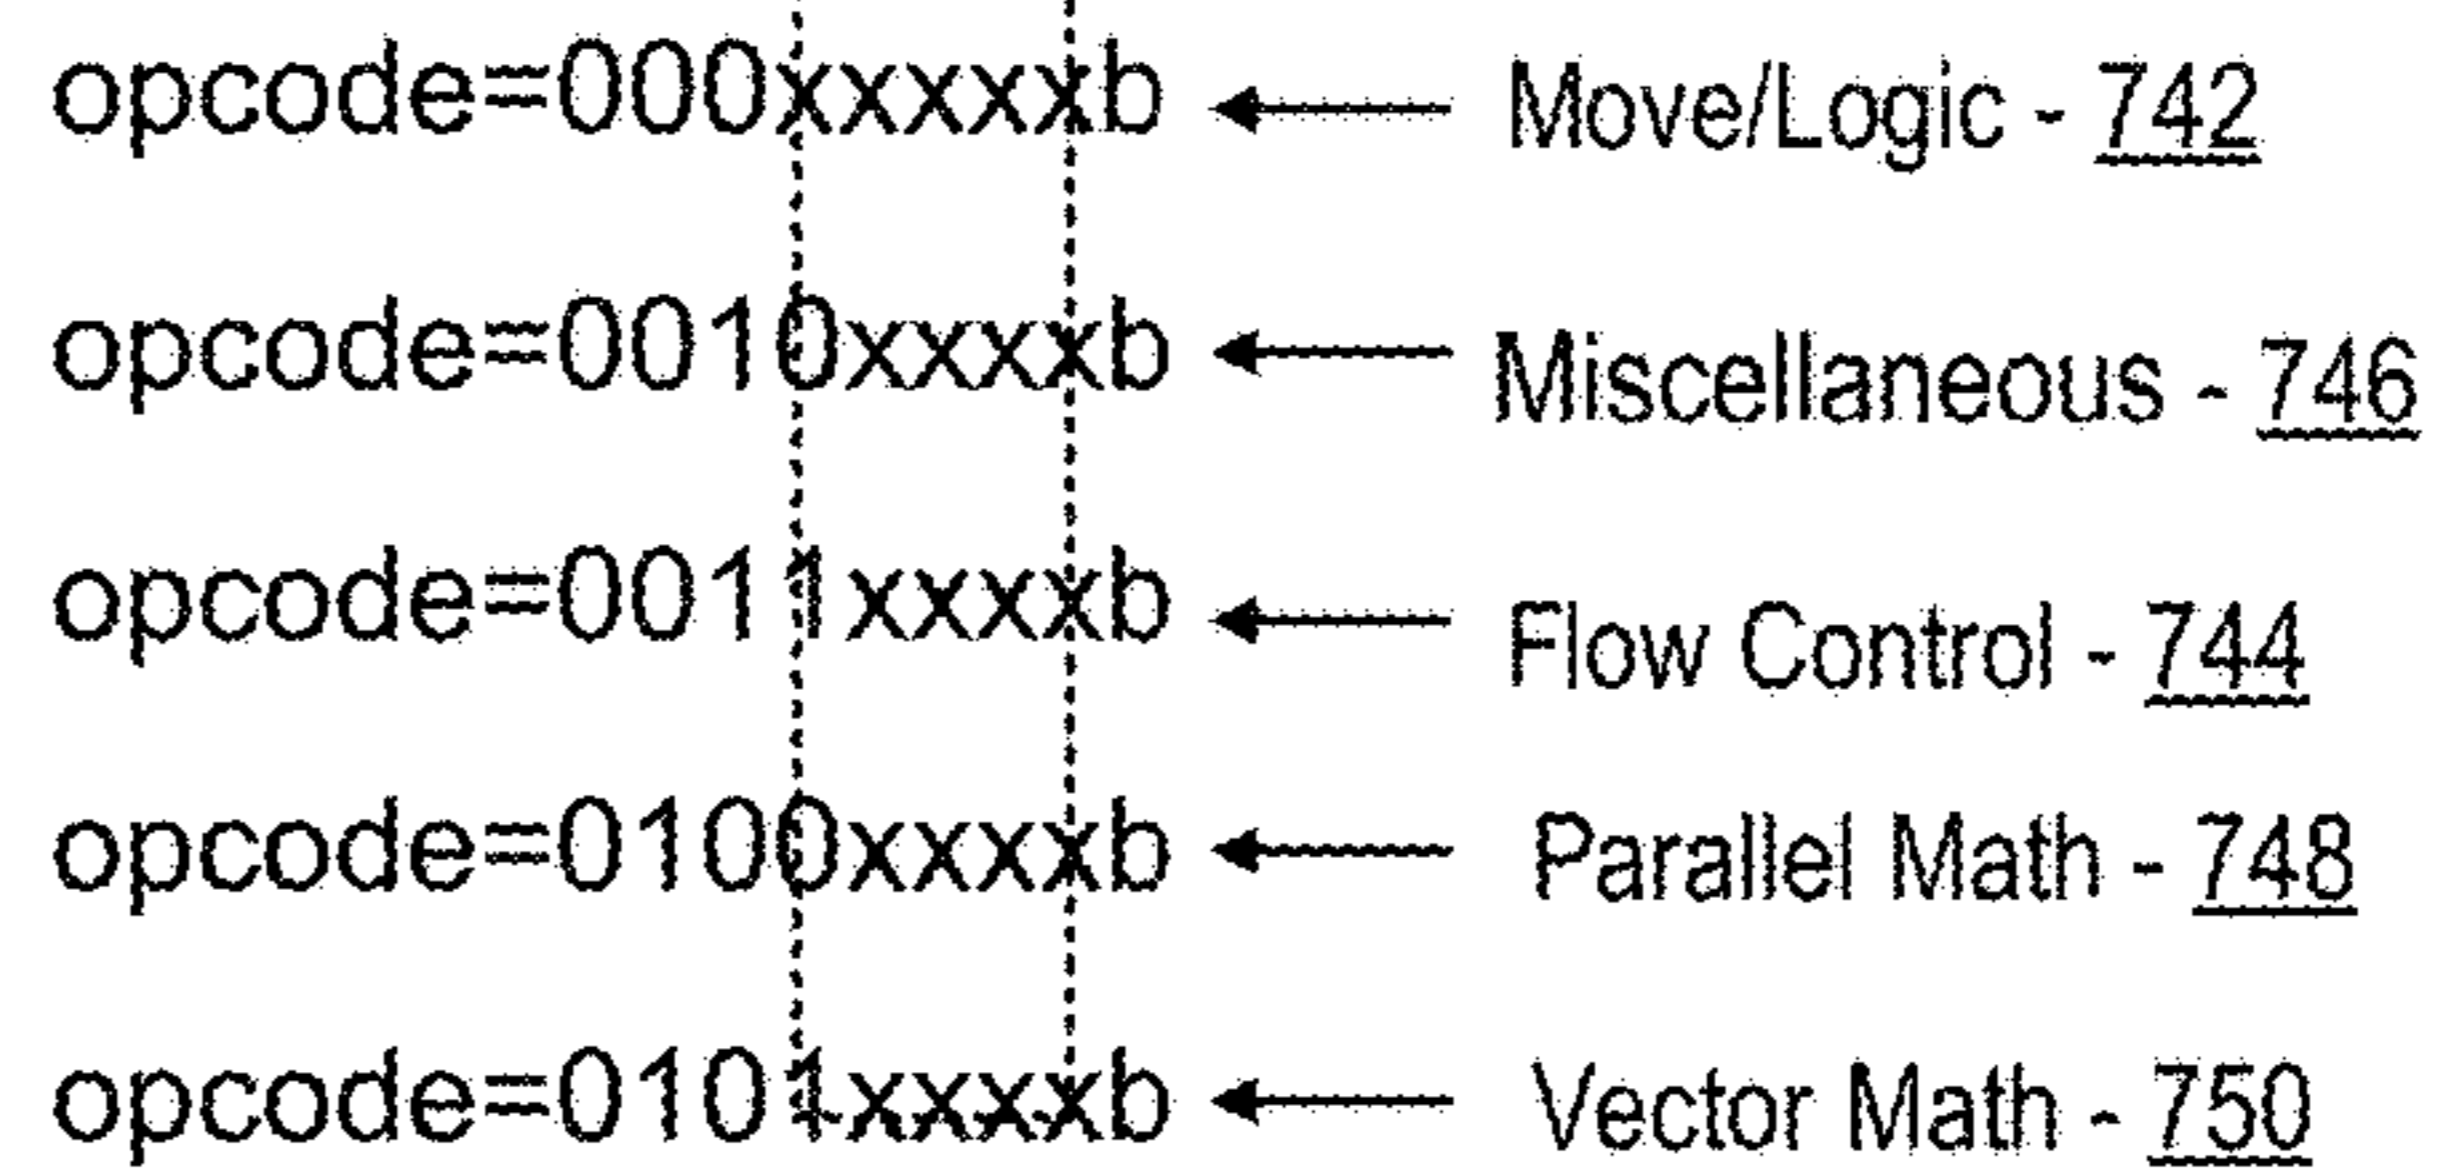 opcode=000xxxxxb Move/Logic - 742
opcode=0010xxxxb Miscellaneous - 746
opcode=0011xxxxb Flow Control - 744
opcode=0100xxxxb Parallel Math - 748
opcode=0101xxxxb Vector Math - 750